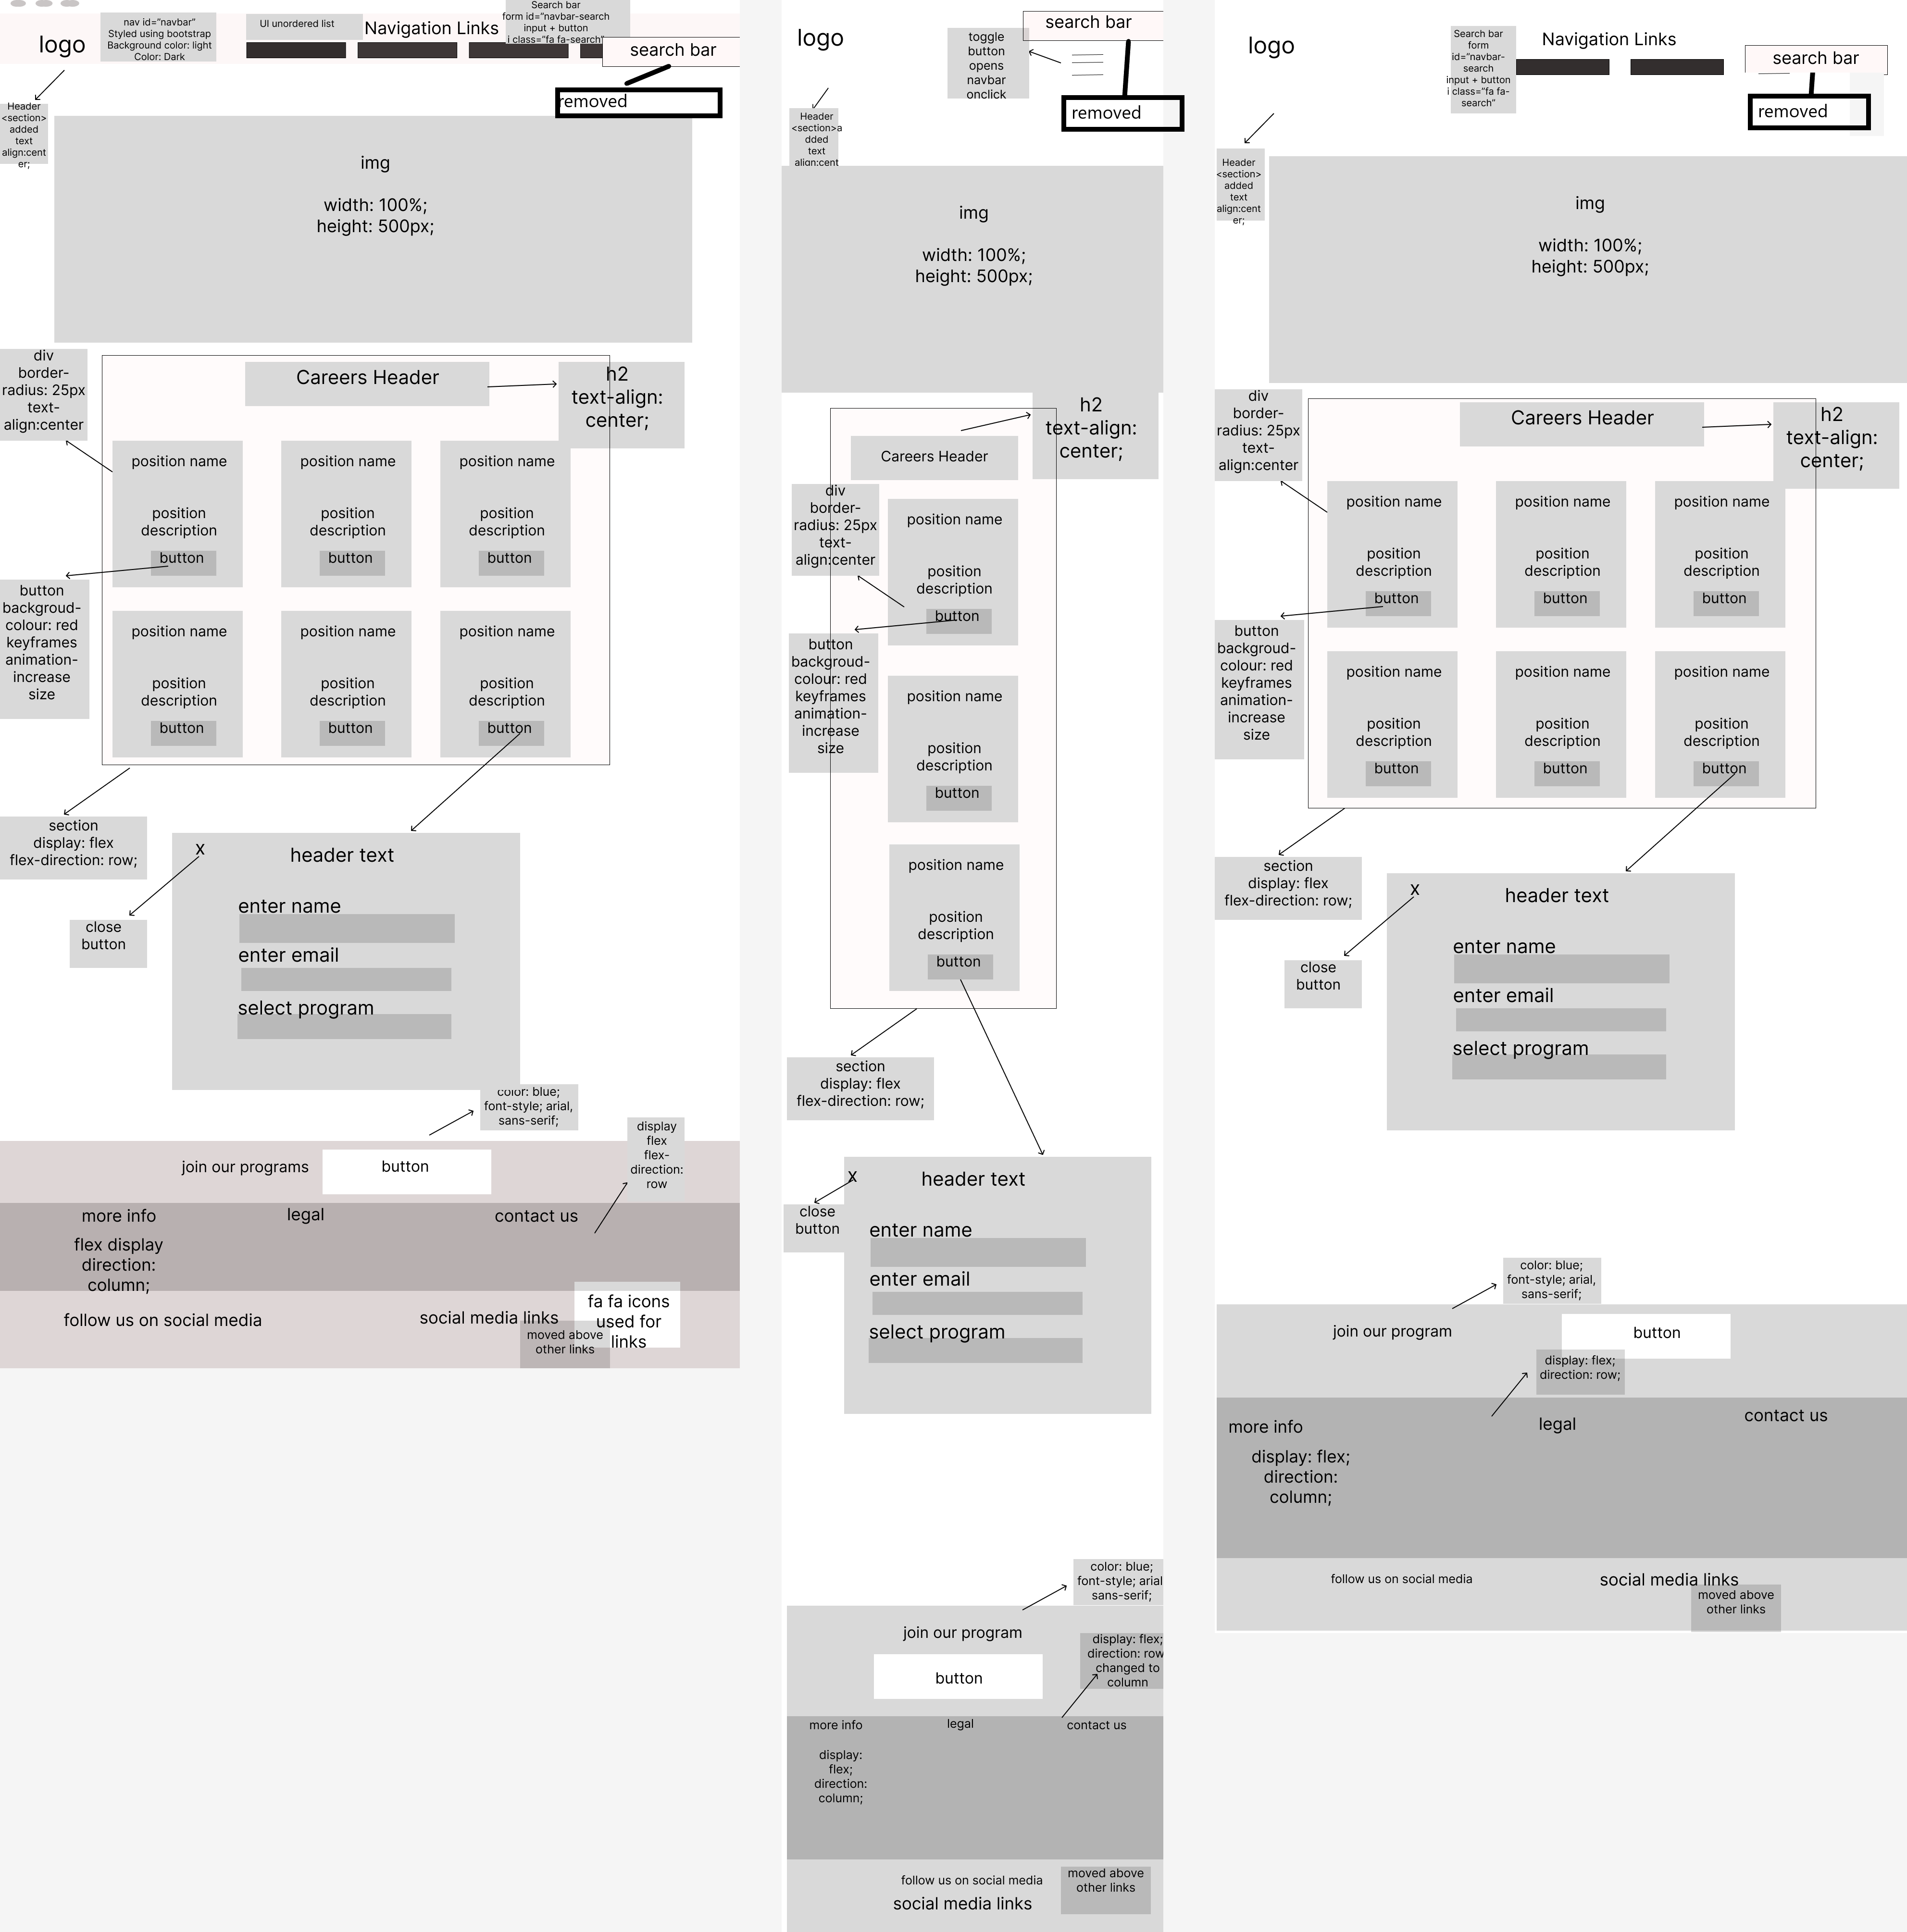 logo
nav id="navbar"
Styled using bootstrap
Background color: light
Color: Dark
UI unordered list
Navigation Links
Search bar
form id="navbar-search
input + button
i class="fa fa-search"
search bar
removed
Header
<section>
added
text
align:cent
er;
img
width: 100%;
height: 500px;
div
border-
radius: 25px
text-
align:center
Careers Header
h2
text-align:
center;
position name
position name
position name
position
description
position
description
position
description
button
button
button
button
backgroud-
colour: red
keyframes
animation-
increase
size
position name
position name
position name
position
description
position
description
position
description
button
button
button
section
display: flex
flex-direction: row;
x
header text
close
button
enter name
enter email
select program
color: blue;
font-style; arial,
sans-serif;
display
flex
flex-
direction:
row
join our programs
button
more info
legal
contact us
flex display
direction:
column;
follow us on social media
social media links
fa fa icons
used for
links
moved above
other links
logo
toggle
button
opens
navbar
onclick
search bar
removed
Header
<section>a
dded
text
align:cent
img
width: 100%;
height: 500px;
h2
text-align:
center;
Careers Header
div
border-
radius: 25px
text-
align:center
position name
position
description
button
button
backgroud-
colour: red
keyframes
animation-
increase
size
position name
position
description
button
position name
position
description
button
section
display: flex
flex-direction: row;
x
header text
close
button
enter name
enter email
select program
color: blue;
font-style; arial
sans-serif;
join our program
button
display: flex;
direction: row
changed to
column
more info
legal
contact us
display:
flex;
direction:
column;
follow us on social media
social media links
moved above
other links
logo
Search bar
form
id="navbar-
search
input + button
i class="fa fa-
search"
Navigation Links
search bar
removed
Header
<section>
added
text
align:cent
er;
img
width: 100%;
height: 500px;
div
border-
radius: 25px
text-
align:center
Careers Header
h2
text-align:
center;
position name
position name
position name
position
description
position
description
position
description
button
button
button
button
backgroud-
colour: red
keyframes
animation-
increase
size
position name
position name
position name
position
description
position
description
position
description
button
button
button
section
display: flex
flex-direction: row;
x
header text
close
button
enter name
enter email
select program
color: blue;
font-style; arial,
sans-serif;
join our program
button
display: flex;
direction: row;
more info
legal
contact us
display: flex;
direction:
column;
follow us on social media
social media links
moved above
other links